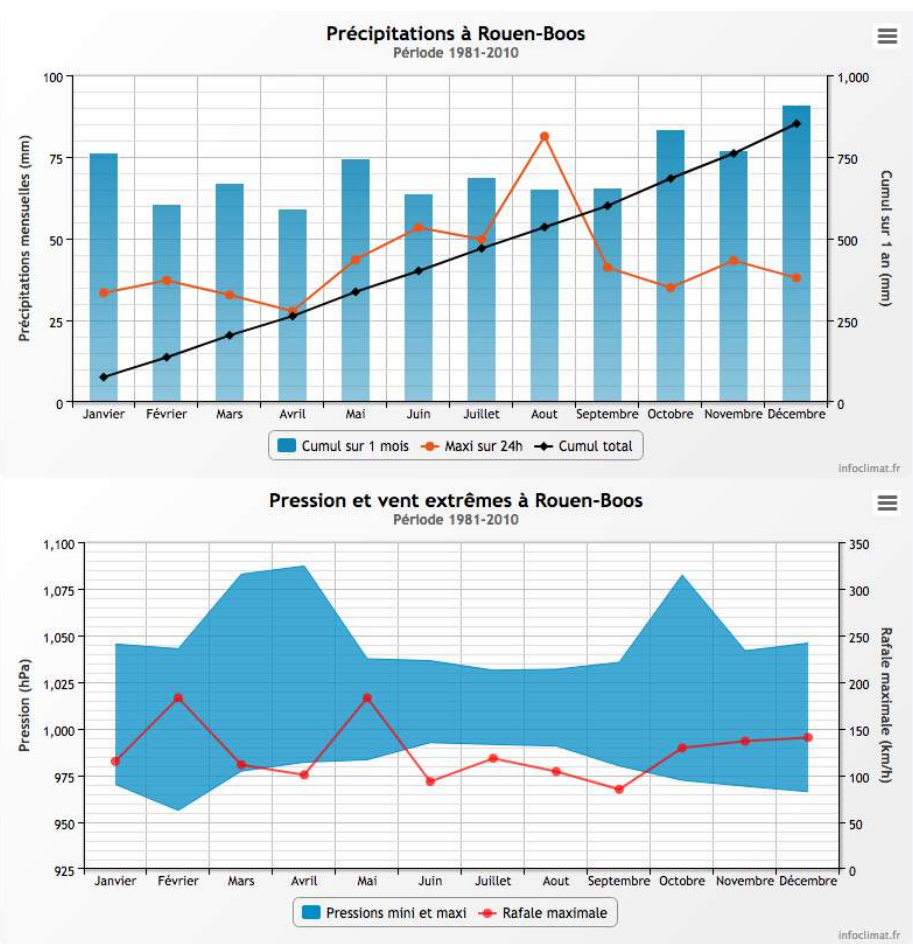 Précipitations à Rouen-Boos
Période 1981-2010
Précipitations mensuelles (mm)
100
75
50
25
0
Cumul sur 1 an (mm)
1,000
750
500
250
0
Janvier Février Mars Avril Mai Juin Juillet Aout Septembre Octobre Novembre Décembre
Cumul sur 1 mois Maxi sur 24h Cumul total
infoclimat.fr
Pression et vent extrêmes à Rouen-Boos
Période 1981-2010
Pression (hPa)
1,100
1,075
1,050
1,025
1,000
975
950
925
Rafale maximale (km/h)
350
300
250
200
150
100
50
0
Janvier Février Mars Avril Mai Juin Juillet Aout Septembre Octobre Novembre Décembre
Pressions mini et maxi Rafale maximale
infoclimat.fr